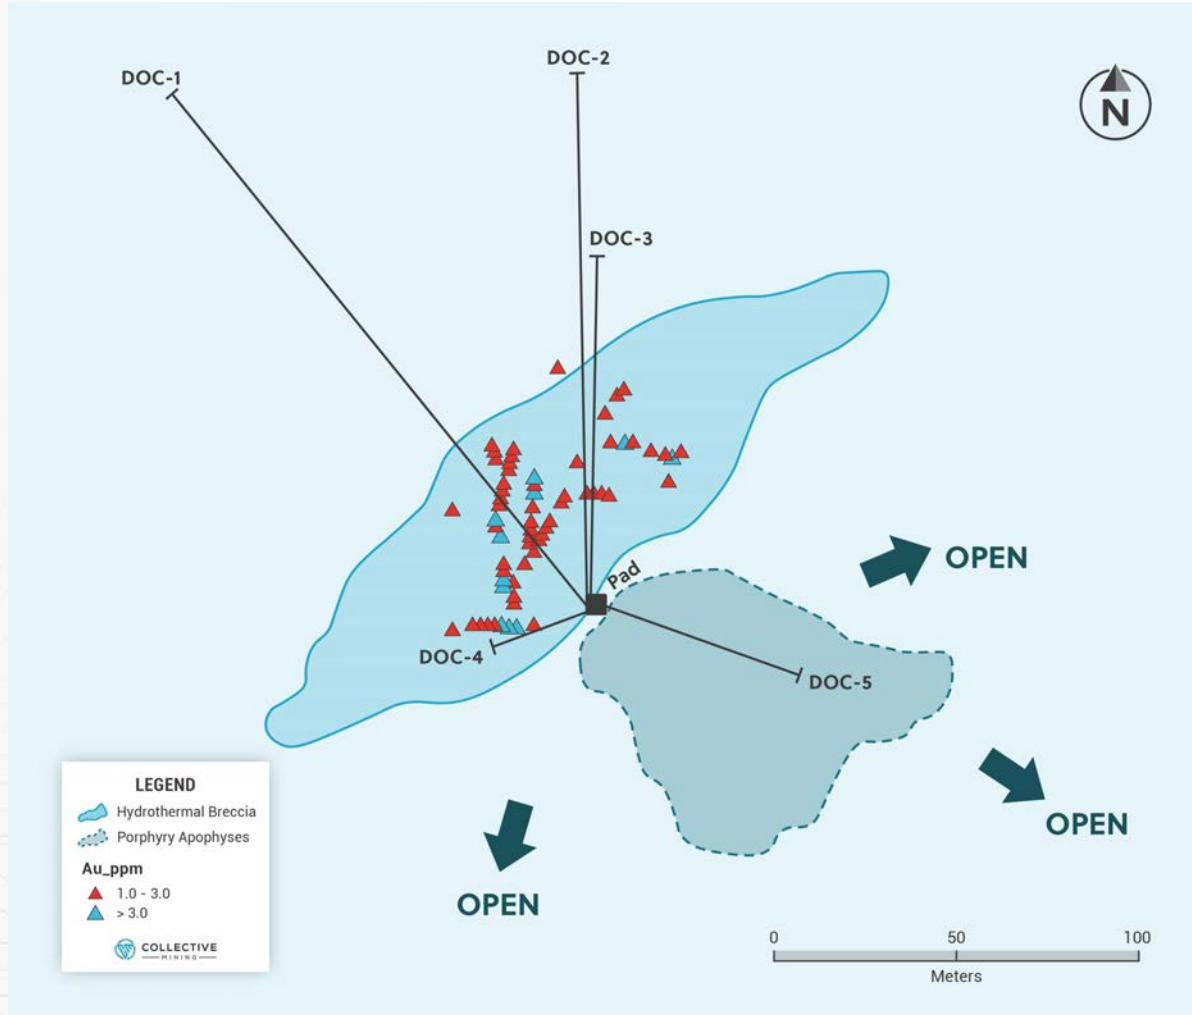 DOC-2
DOC-1
N
DOC-3
Pad
OPEN
DOC-4
DOC-5
LEGEND
Hydrothermal Breccia
Porphyry Apophyses
Au_ppm
1.0 - 3.0
> 3.0
COLLECTIVE
MINING
OPEN
OPEN
0 50 100
Meters